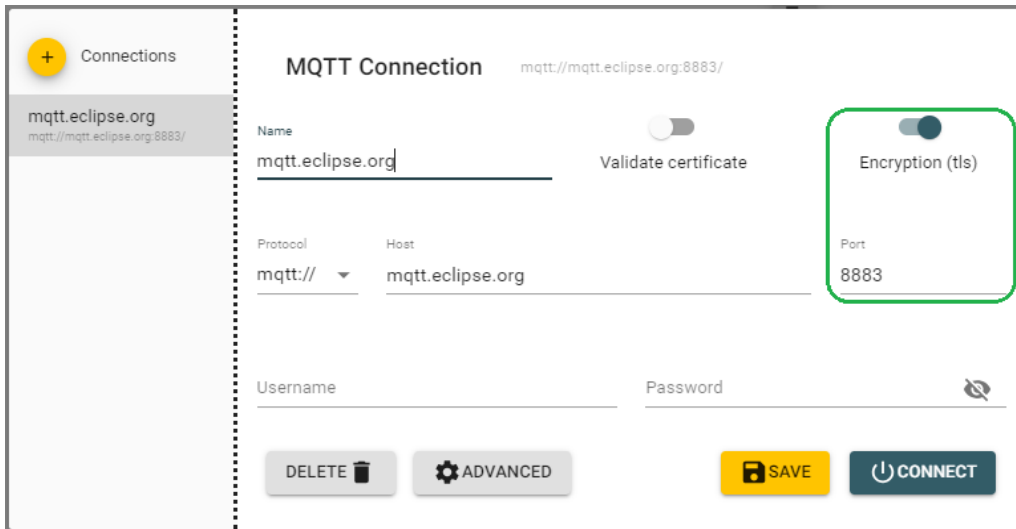 + Connections
mqtt.eclipse.org
mqtt://mqtt.eclipse.org:8883/
MQTT Connection mqtt://mqtt.eclipse.org:8883/
Name
mqtt.eclipse.org
Validate certificate
Encryption (tls)
Protocol Host Port
mqtt:// mqtt.eclipse.org 8883
Username Password
DELETE ADVANCED SAVE CONNECT